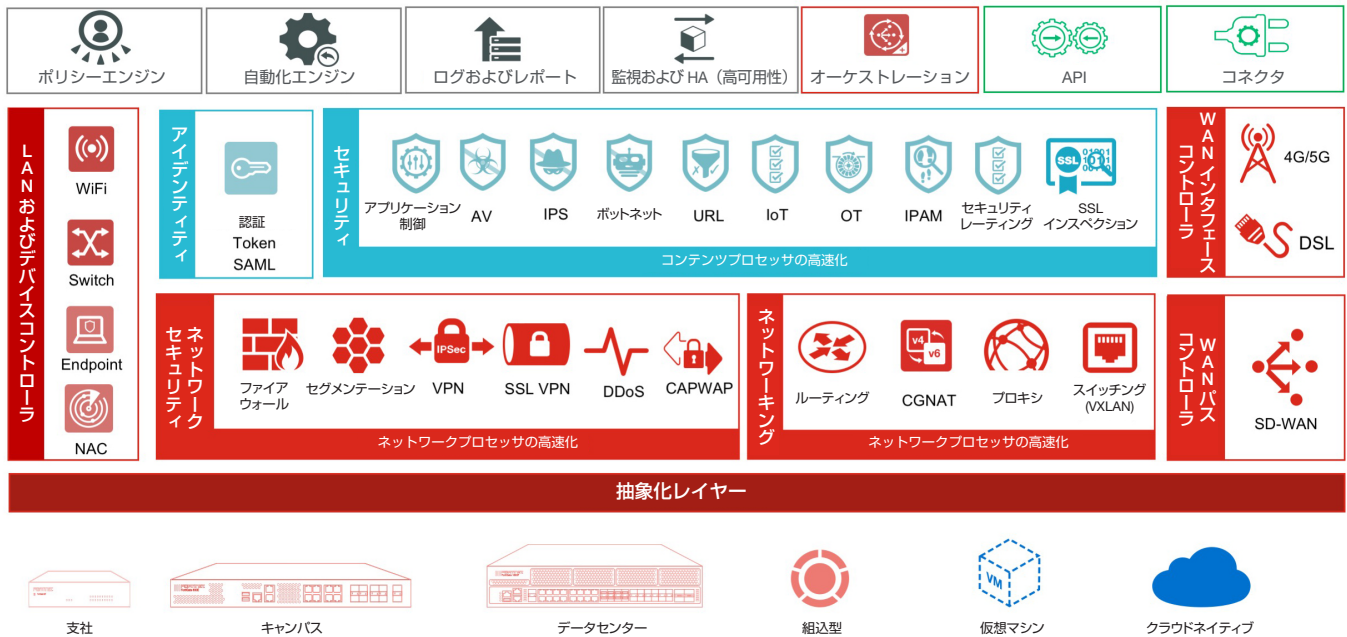 ポリシーエンジン
自動化エンジン
ログおよびレポート
監視および HA（高可用性）
オーケストレーション
API
コネクタ
LANおよびデバイスコントローラ
WiFi
Switch
Endpoint
NAC
アイデンティティ
認証
Token
SAML
セキュリティ
アプリケーション
制御
AV
IPS
ボットネット
URL
IoT
OT
IPAM
セキュリティ
レーティング
SSL
01001
SSL
インスペクション
コンテンツプロセッサの高速化
WAN インタフェース
コントローラ
4G/5G
DSL
ネットワーク
セキュリティ
ファイア
ウォール
セグメンテーション
IPSec
VPN
SSL VPN
DDoS
CAPWAP
ネットワークプロセッサの高速化
ネットワーキング
ルーティング
v4
v6
CGNAT
プロキシ
スイッチング
(VXLAN)
ネットワークプロセッサの高速化
WANパス
コントローラ
SD-WAN
抽象化レイヤー
支社
キャンパス
データセンター
組込型
VM
仮想マシン
クラウドネイティブ